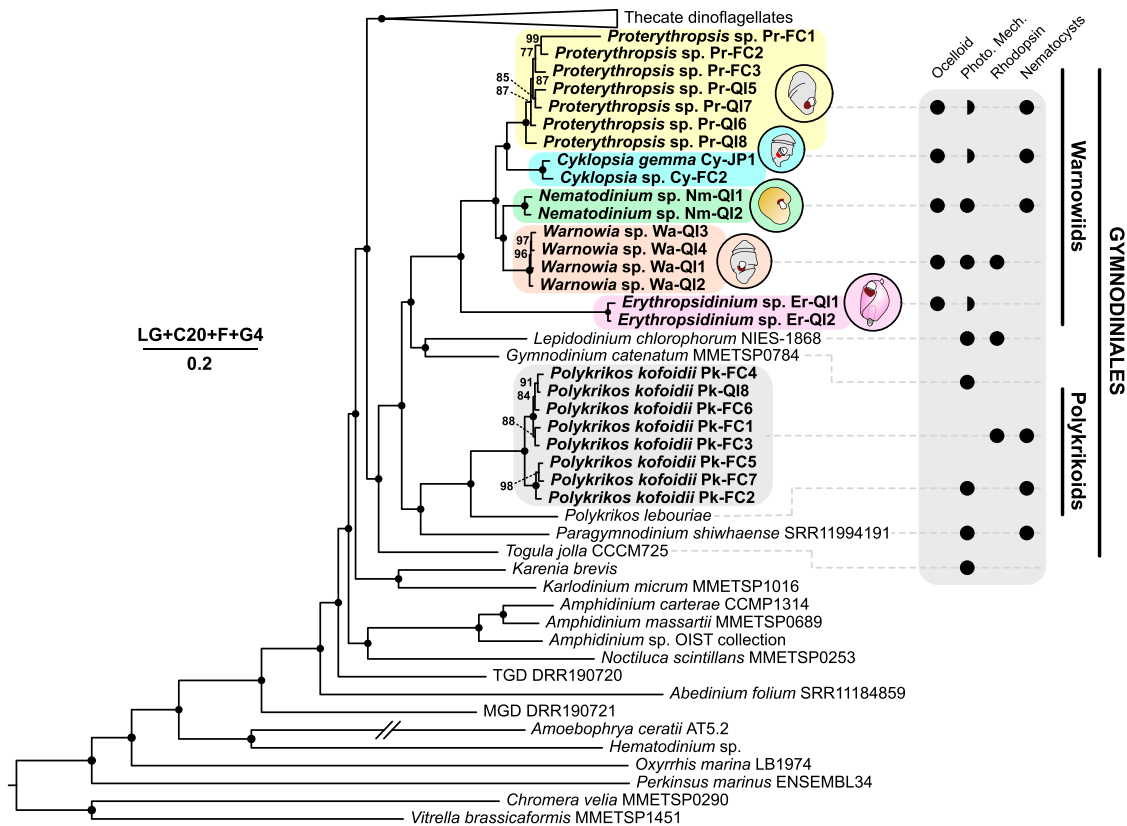 Thecate dinoflagellates
Ocelloid
Photo. Mech.
Rhodopsin
Nematocysts
99
Proterythropsis sp. Pr-FC1
77
Proterythropsis sp. Pr-FC2
Proterythropsis sp. Pr-FC3
87
85
Proterythropsis sp. Pr-QI5
87
Proterythropsis sp. Pr-QI7
Proterythropsis sp. Pr-QI6
Proterythropsis sp. Pr-QI8
Cyklopsia gemma Cy-JP1
Cyklopsia sp. Cy-FC2
Nematodinium sp. Nm-QI1
Nematodinium sp. Nm-QI2
Warnowia sp. Wa-QI3
97
Warnowia sp. Wa-QI4
96
Warnowia sp. Wa-QI1
Warnowia sp. Wa-QI2
Erythropsidinium sp. Er-QI1
Erythropsidinium sp. Er-QI2
Warnowiids
GYMNODINIALES
LG+C20+F+G4
0.2
Lepidodinium chlorophorum NIES-1868
Gymnodinium catenatum MMETSP0784
Polykrikos kofoidii Pk-FC4
91
Polykrikos kofoidii Pk-QI8
84
Polykrikos kofoidii Pk-FC6
88
Polykrikos kofoidii Pk-FC1
Polykrikos kofoidii Pk-FC3
Polykrikos kofoidii Pk-FC5
Polykrikos kofoidii Pk-FC7
98
Polykrikos kofoidii Pk-FC2
Polykrikoids
Polykrikos lebouriae
Paragymnodinium shiwhaense SRR11994191
Togula jolla CCCM725
Karenia brevis
Karlodinium micrum MMETSP1016
Amphidinium carterae CCMP1314
Amphidinium massartii MMETSP0689
Amphidinium sp. OIST collection
Noctiluca scintillans MMETSP0253
TGD DRR190720
Abedinium folium SRR11184859
MGD DRR190721
Amoebophrya ceratii AT5.2
Hematodinium sp.
Oxyrrhis marina LB1974
Perkinsus marinus ENSEMBL34
Chromera velia MMETSP0290
Vitrella brassicaformis MMETSP1451